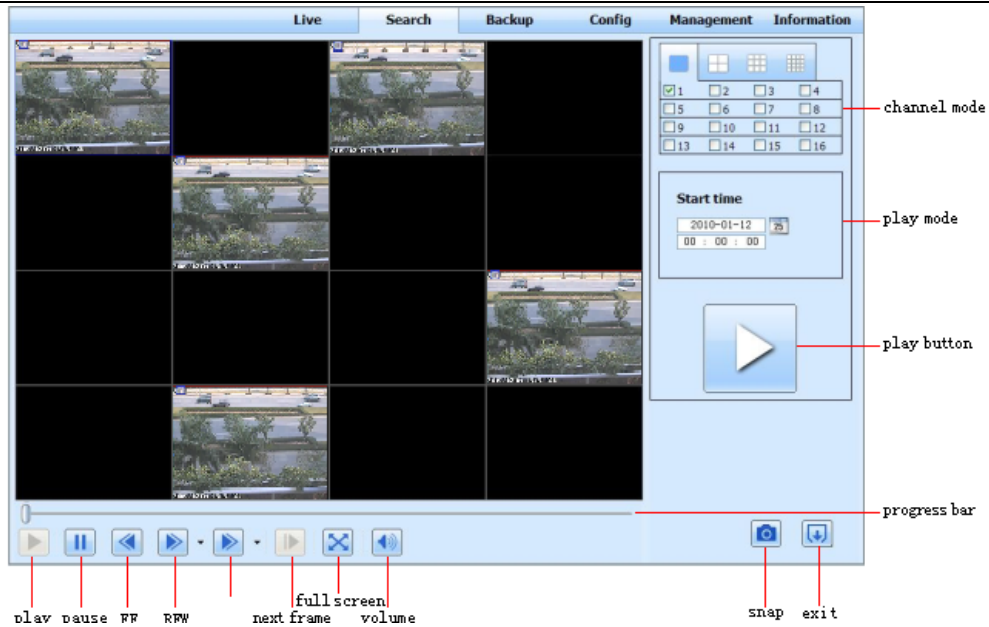 Live Search Backup Config Management Information
1 2 3 4
5 6 7 8
9 10 11 12
13 14 15 16
channel mode
Start time
2010-01-12 25
00 : 00 : 00
play mode
play button
progress bar
full screen
play pause FF RFW next frame volume snap exit